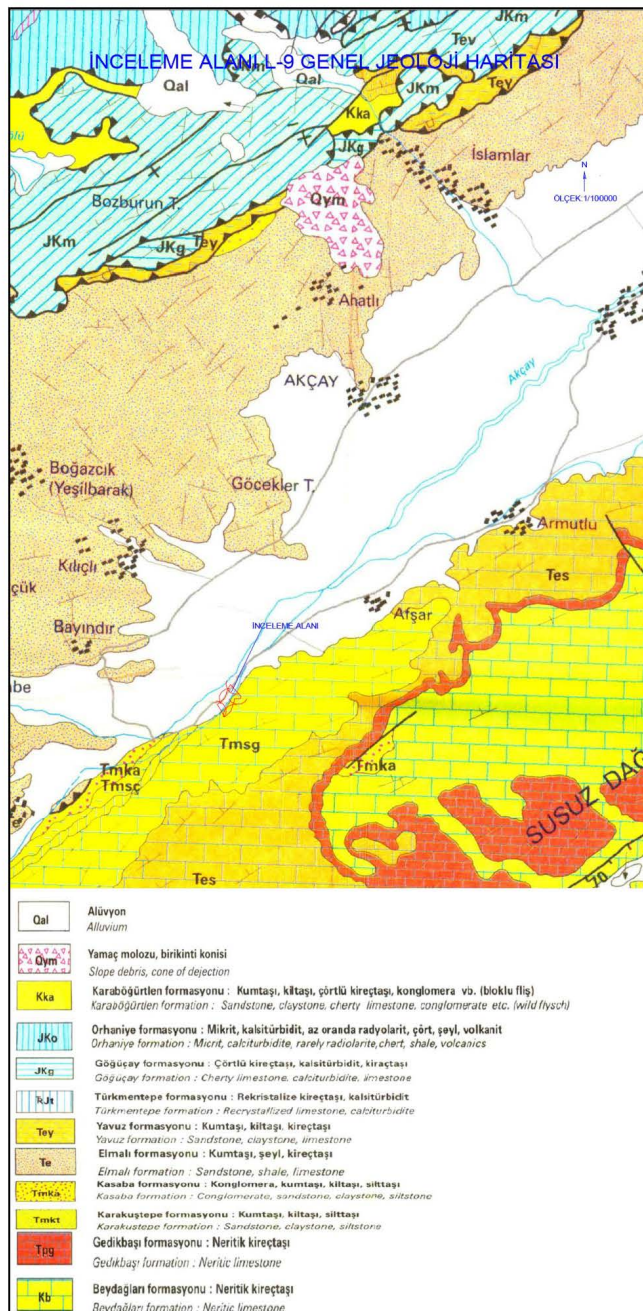 İNCELEME ALANI L-9 GENEL JEOLOJİ HARİTASI
JKm
Tev
Qal
Qal
JKm
Tey
Kka
JKg
İslamlar
N
ÖLÇEK:1/100000
Bozburun T.
Qym
JKm
JKg
Tey
Ahatlı
AKÇAY
Akçay
Boğazcık
(Yeşilbarak)
Göcekler T.
Armutlu
Kılıçlı
Tes
çük
Bayındır
İNCELEME ALANI
Afşar
be
Tmsg
Tmka
Tmsç
Tmka
SUSUZ DAĞ
Tes
10
Qal
Alüvyon
Alluvium
Qym
Yamaç molozu, birikinti konisi
Slope debris, cone of dejection
Kka
Karaböğürtlen formasyonu : Kumtaşı, kiltaşı, çörtlü kireçtaşı, konglomera vb. (bloklu fliş)
Karaböğürtlen formation : Sandstone, claystone, cherty limestone, conglomerate etc. (wild flysch)
JKo
Orhaniye formasyonu : Mikrit, kalsitürbidit, az oranda radyolarit, çört, şeyl, volkanit
Orhaniye formation : Micrit, calciturbidite, rarely radiolarite, chert, shale, volcanics
JKg
Göğüçay formasyonu : Çörtlü kireçtaşı, kalsitürbidit, kiraçtaşı
Göğüçay formation : Cherty limestone, calciturbidite, limestone
TRJt
Türkmentepe formasyonu : Rekristalize kireçtaşı, kalsitürbidit
Türkmentepe formation : Recrystallized limestone, calciturbidite
Tey
Yavuz formasyonu : Kumtaşı, kiltaşı, kireçtaşı
Yavuz formation : Sandstone, claystone, limestone
Te
Elmalı formasyonu : Kumtaşı, şeyl, kireçtaşı
Elmalı formation : Sandstone, shale, limestone
Tmka
Kasaba formasyonu : Konglomera, kumtaşı, kiltaşı, silttaşı
Kasaba formation : Conglomerate, sandstone, claystone, siltstone
Tmkt
Karakuştepe formasyonu : Kumtaşı, kiltaşı, silttaşı
Karakuştepe formation : Sandstone, claystone, siltstone
Tpg
Gedikbaşı formasyonu : Neritik kireçtaşı
Gedikbaşı formation : Neritic limestone
Kb
Beydağları formasyonu : Neritik kireçtaşı
Beydağları formation : Neritic limestone